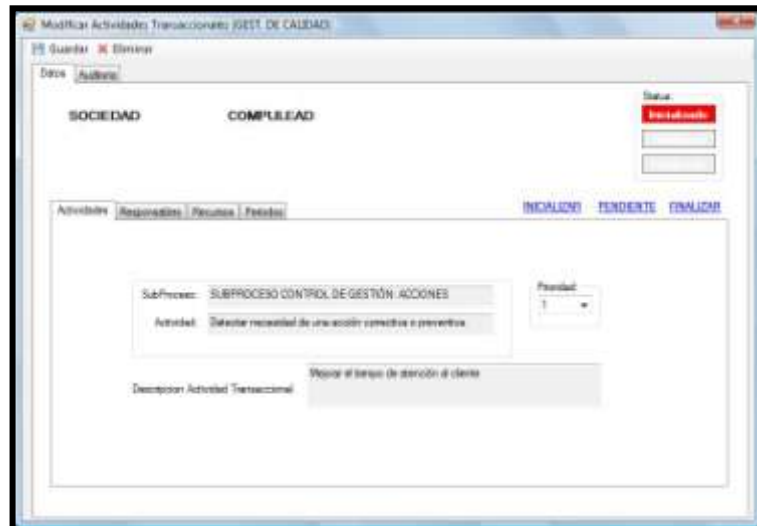 Modificar Actividades Transaccionales (GEST. DE CALIDAD)
Guardar Eliminar
Datos Auditoria
Status:
SOCIEDAD COMPULEAD Inicializado
Actividades Responsables Recursos Periodos INICIALIZAR PENDIENTE FINALIZAR
SubProceso: SUBPROCESO CONTROL DE GESTIÓN: ACCIONES Prioridad:
1
Actividad: Detectar necesidad de una acción correctiva o preventiva
Mejorar el tiempo de atención al cliente
Descripcion Actividad Transaccional